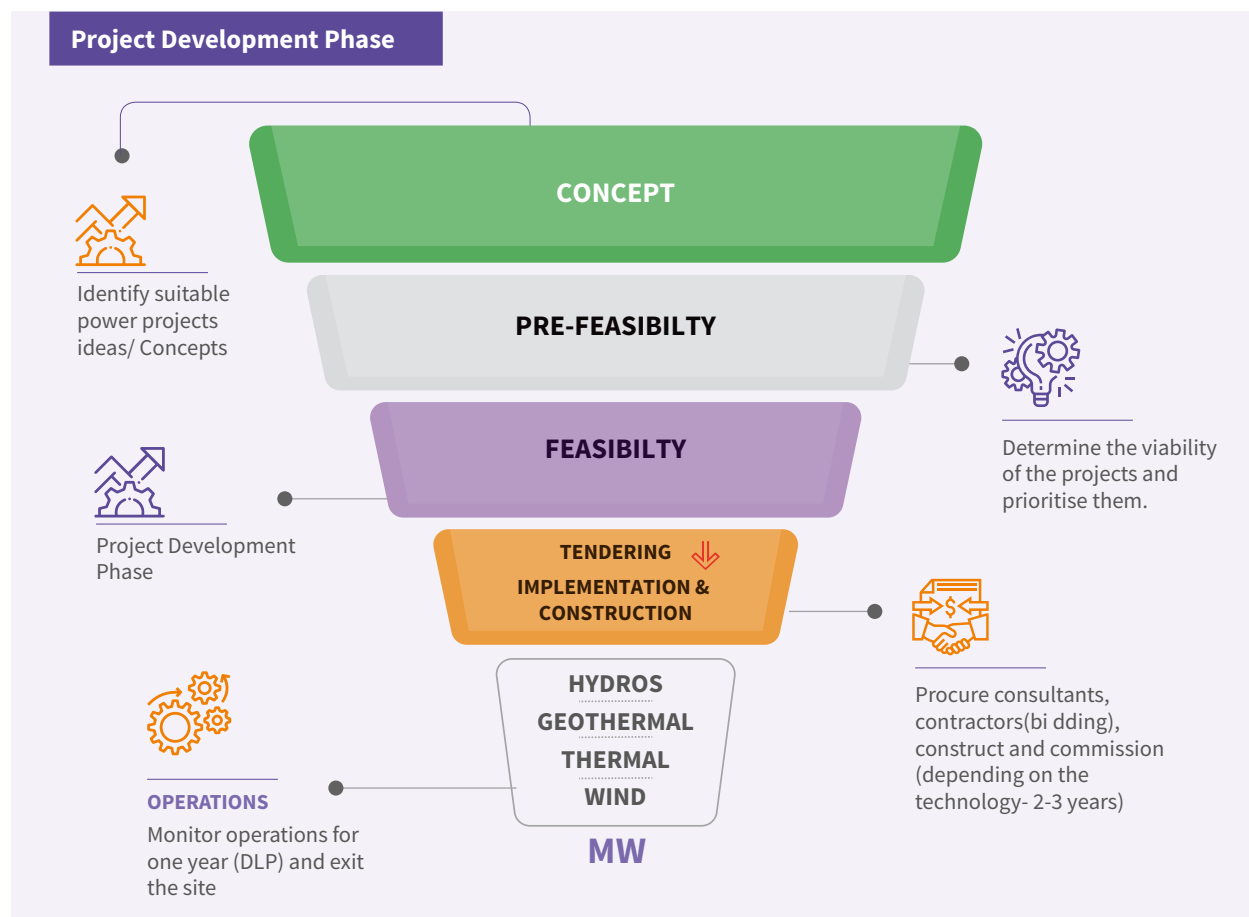 Project Development Phase
CONCEPT
Identify suitable
power projects
ideas/ Concepts
PRE-FEASIBILTY
Determine the viability
of the projects and
prioritise them.
FEASIBILTY
Project Development
Phase
TENDERING
IMPLEMENTATION &
CONSTRUCTION
$
Procure consultants,
contractors(bi dding),
construct and commission
(depending on the
technology- 2-3 years)
HYDROS
GEOTHERMAL
THERMAL
WIND
MW
OPERATIONS
Monitor operations for
one year (DLP) and exit
the site